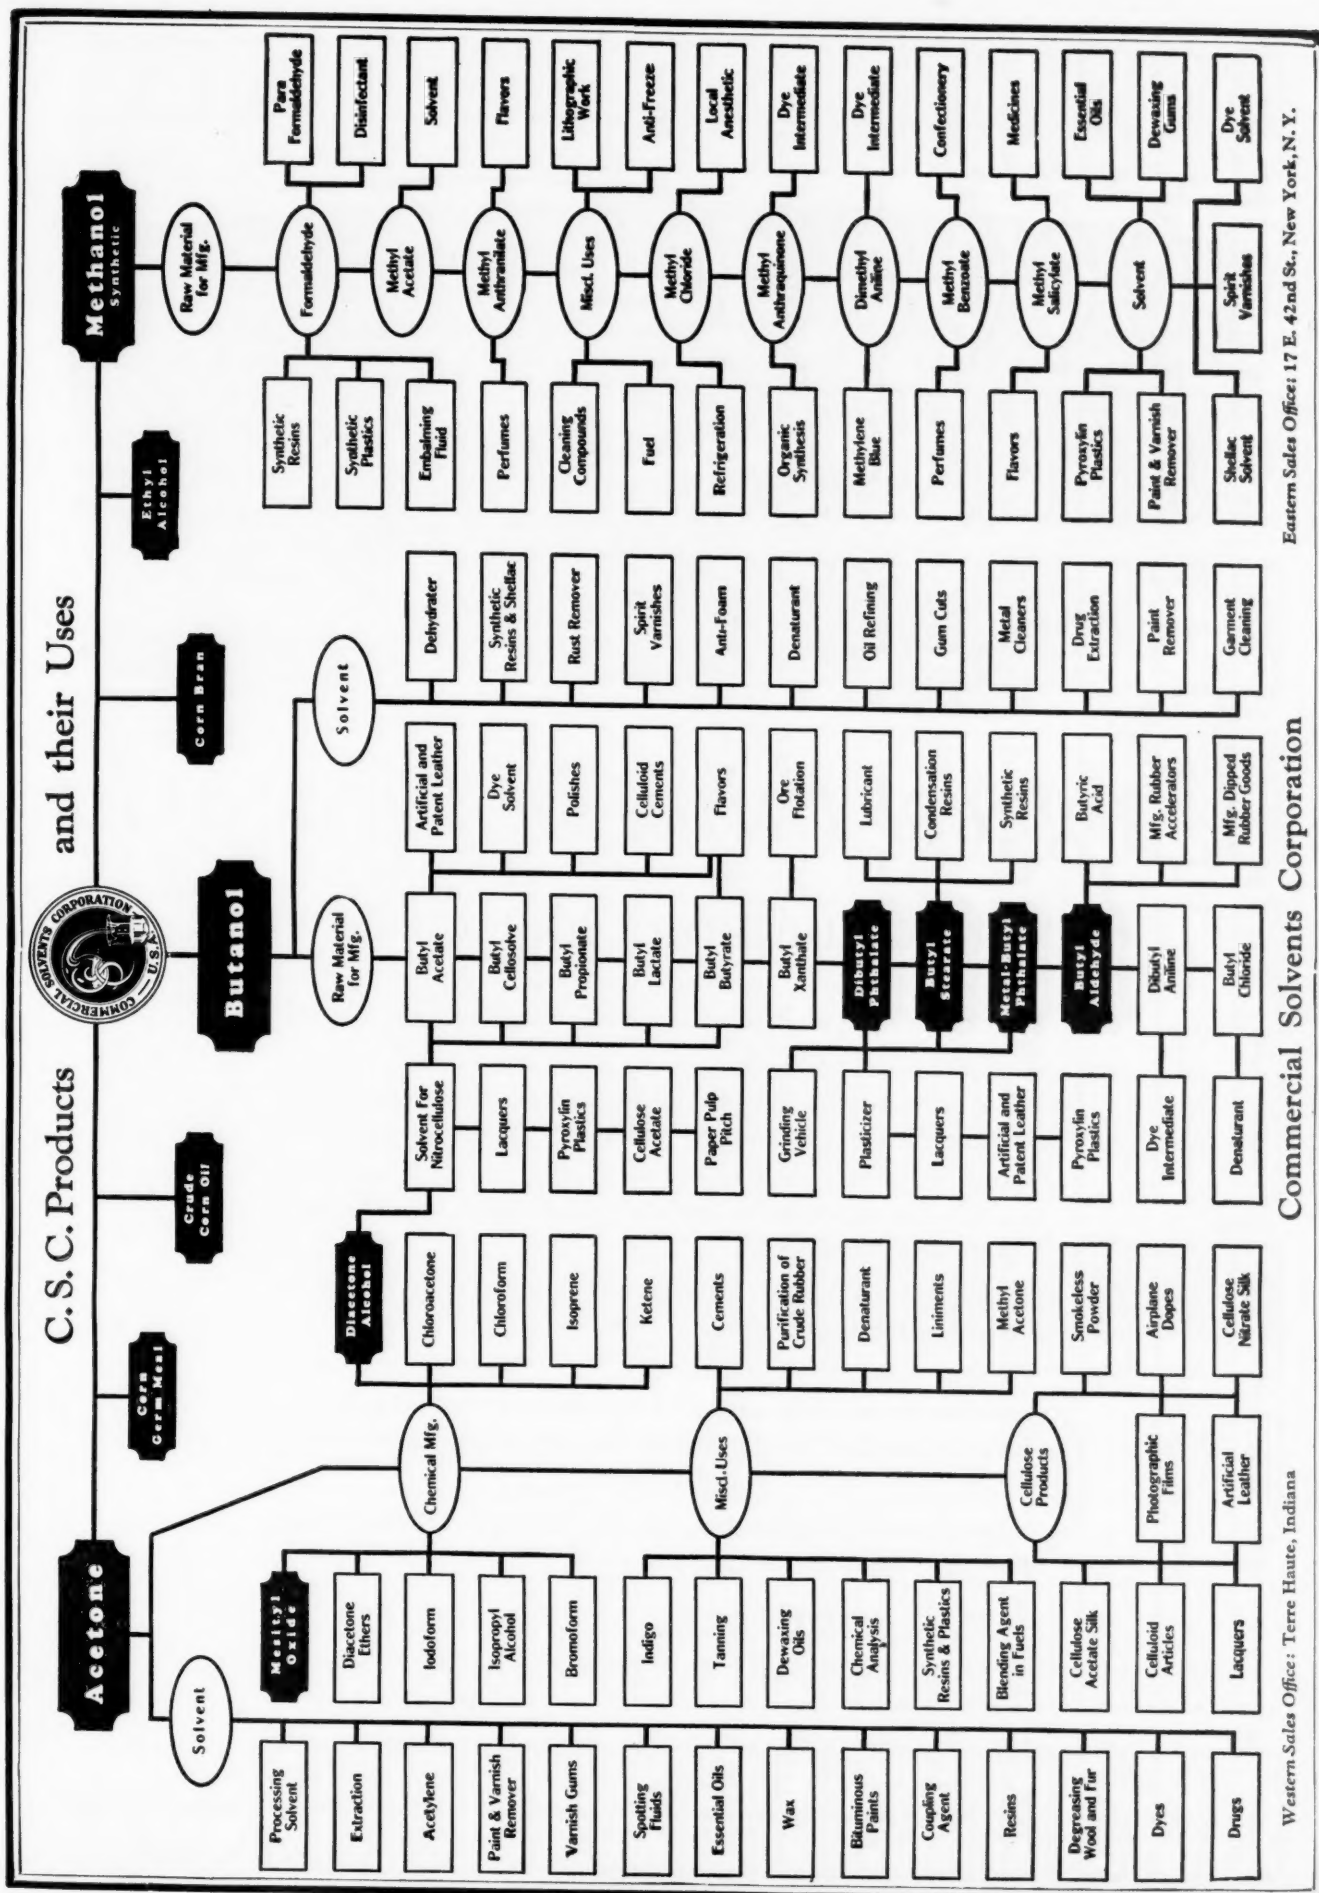 C. S. C. Products
and their Uses
COMMERCIAL SOLVENTS CORPORATION
U.S.A.
Acetone
Corn
Germ Meal
Crude
Corn Oil
Butanol
Corn Bran
Ethyl
Alcohol
Methanol
Synthetic
Solvent
Processing
Solvent
Extraction
Acetylene
Paint & Varnish
Remover
Varnish Gums
Spotting
Fluids
Essential Oils
Wax
Bituminous
Paints
Coupling
Agent
Resins
Degreasing
Wool and Fur
Dyes
Drugs
Chemical Mfg.
Mesityl
Oxide
Diacetone
Ethers
Iodoform
Isopropyl
Alcohol
Bromoform
Diacetone
Alcohol
Chloroacetone
Chloroform
Isoprene
Ketene
Miscl. Uses
Indigo
Tanning
Dewaxing
Oils
Chemical
Analysis
Synthetic
Resins & Plastics
Blending Agent
in Fuels
Cements
Purification of
Crude Rubber
Denaturant
Liniments
Methyl
Acetone
Cellulose
Products
Cellulose
Acetate Silk
Celluloid
Articles
Lacquers
Photographic
Films
Artificial
Leather
Smokeless
Powder
Airplane
Dopes
Cellulose
Nitrate Silk
Raw Material
for Mfg.
Solvent For
Nitrocellulose
Lacquers
Pyroxylin
Plastics
Cellulose
Acetate
Paper Pulp
Pitch
Grinding
Vehicle
Plasticizer
Lacquers
Artificial and
Patent Leather
Pyroxylin
Plastics
Dye
Intermediate
Denaturant
Butyl
Acetate
Butyl
Cellosolve
Butyl
Propionate
Butyl
Lactate
Butyl
Butyrate
Butyl
Xanthate
Dibutyl
Phthalate
Butyl
Stearate
Metal-Butyl
Phthalate
Butyl
Aldehyde
Dibutyl
Aniline
Butyl
Chloride
Artificial and
Patent Leather
Dye
Solvent
Polishes
Celluloid
Cements
Flavors
Ore
Flotation
Lubricant
Condensation
Resins
Synthetic
Resins
Butyric
Acid
Mfg. Rubber
Accelerators
Mfg. Dipped
Rubber Goods
Solvent
Dehydrater
Synthetic
Resins & Shellac
Rust Remover
Spirit
Varnishes
Anti-Foam
Denaturant
Oil Refining
Gum Cuts
Metal
Cleaners
Drug
Extraction
Paint
Remover
Garment
Cleaning
Raw Material
for Mfg.
Synthetic
Resins
Synthetic
Plastics
Embalming
Fluid
Perfumes
Cleaning
Compounds
Fuel
Refrigeration
Organic
Synthesis
Methylene
Blue
Perfumes
Flavors
Pyroxylin
Plastics
Paint & Varnish
Remover
Shellac
Solvent
Formaldehyde
Methyl
Acetate
Methyl
Anthranilate
Miscl. Uses
Methyl
Chloride
Methyl
Anthraquinone
Dimethyl
Aniline
Methyl
Benzoate
Methyl
Salicylate
Solvent
Spirit
Varnishes
Para
Formaldehyde
Disinfectant
Solvent
Flavors
Lithographic
Work
Anti-Freeze
Local
Anesthetic
Dye
Intermediate
Dye
Intermediate
Confectionery
Medicines
Essential
Oils
Dewaxing
Gums
Dye
Solvent
Commercial Solvents Corporation
Western Sales Office: Terre Haute, Indiana
Eastern Sales Office: 17 E. 42nd St., New York, N. Y.